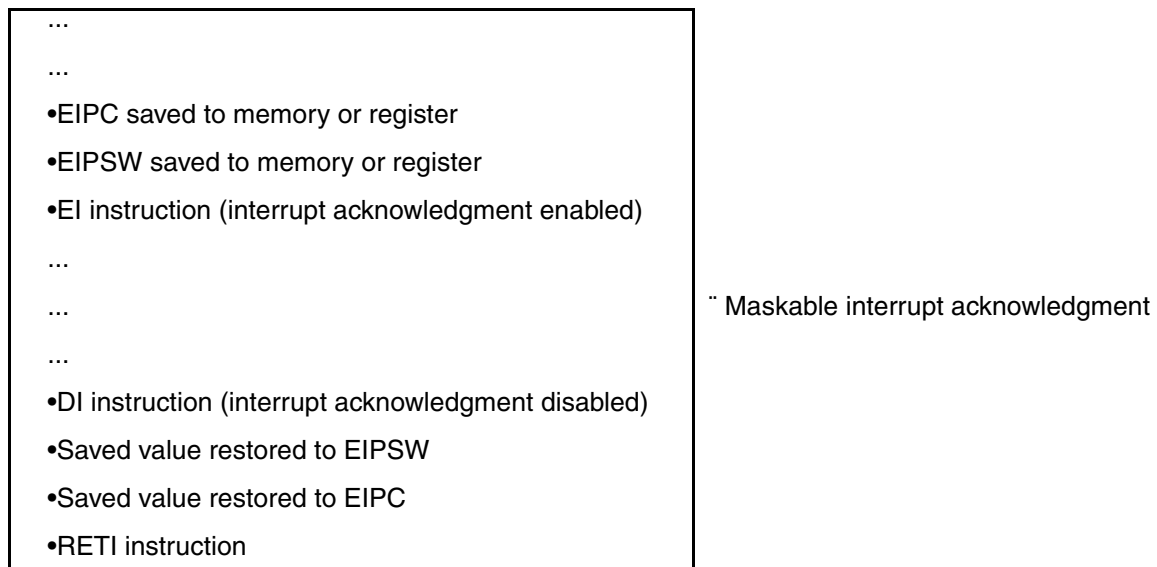 ...
...
•EIPC saved to memory or register
•EIPSW saved to memory or register
•EI instruction (interrupt acknowledgment enabled)
...
...
¨ Maskable interrupt acknowledgment
...
•DI instruction (interrupt acknowledgment disabled)
•Saved value restored to EIPSW
•Saved value restored to EIPC
•RETI instruction